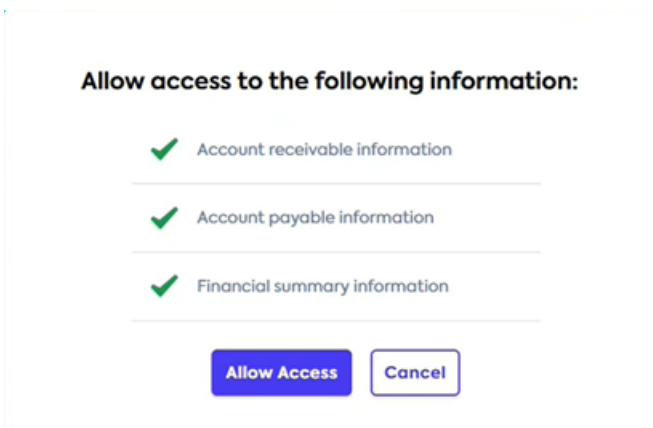 Allow access to the following information:
Account receivable information
Account payable information
Financial summary information
Allow Access
Cancel